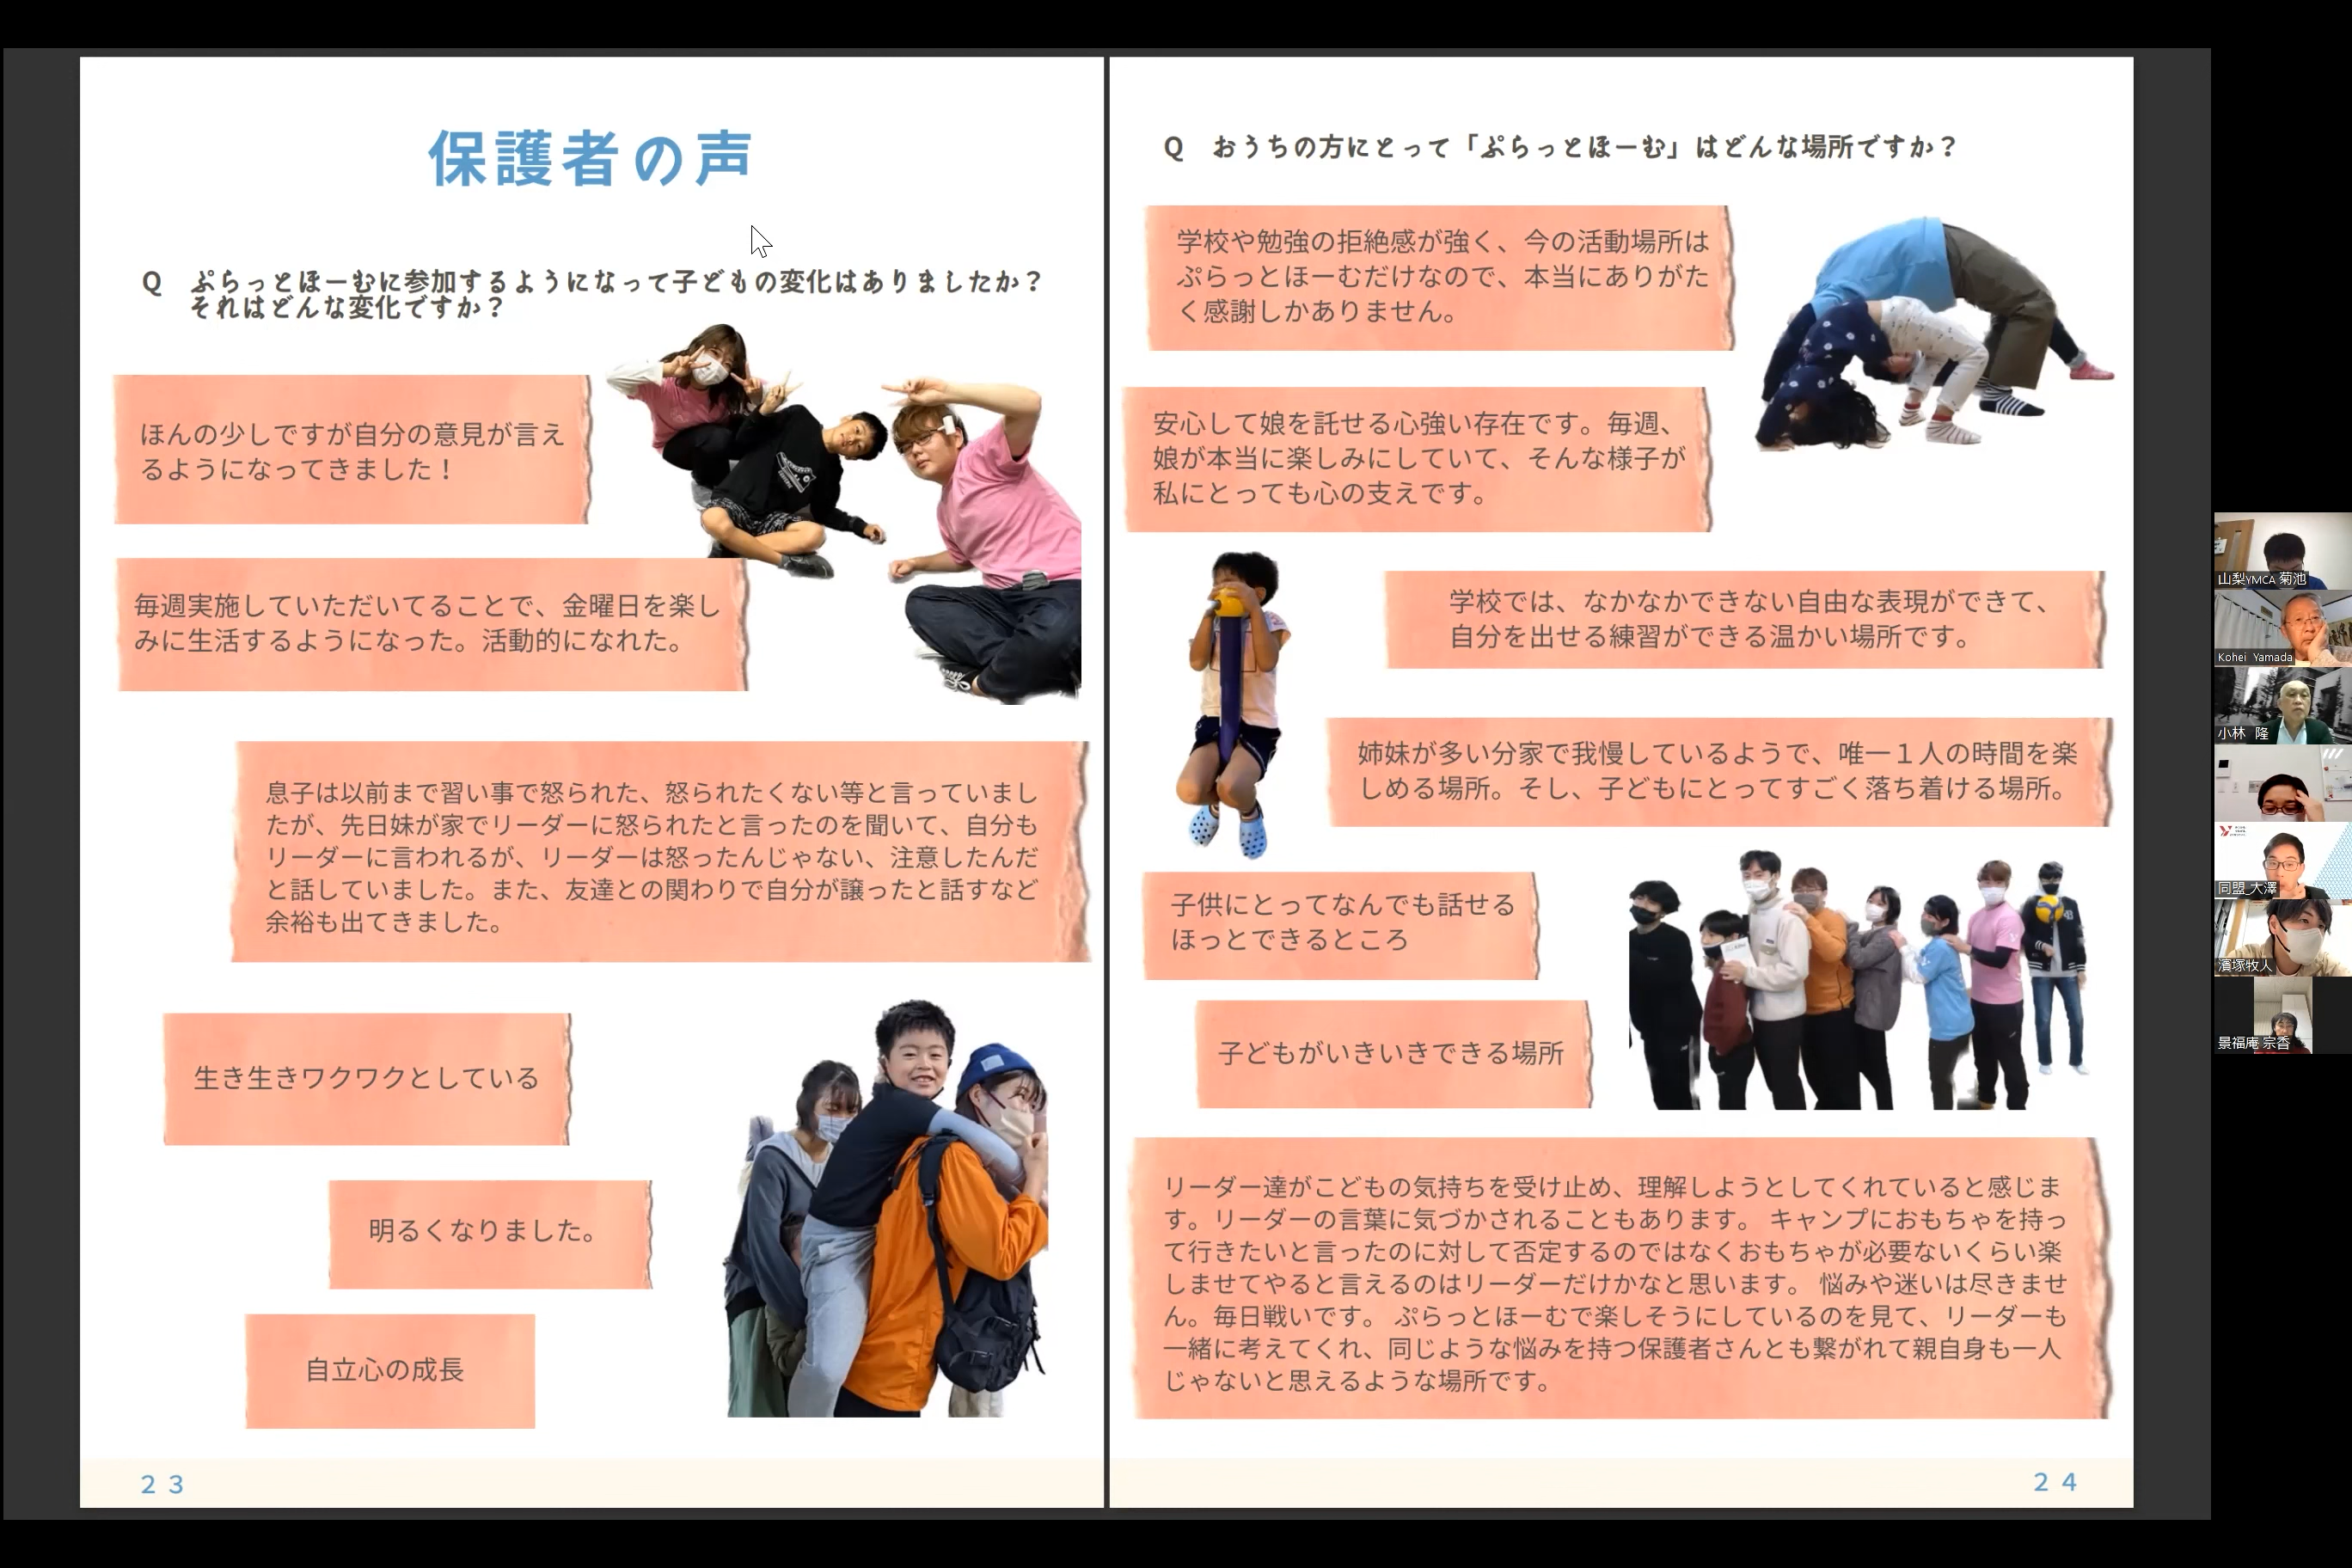 保護者の声
Q ぷらっとほーむに参加するようになって子どもの変化はありましたか？
それはどんな変化ですか？
ほんの少しですが自分の意見が言え
るようになってきました！
毎週実施していただいてることで、金曜日を楽し
みに生活するようになった。活動的になれた。
息子は以前まで習い事で怒られた、怒られたくない等と言っていまし
たが、先日妹が家でリーダーに怒られたと言ったのを聞いて、自分も
リーダーに言われるが、リーダーは怒ったんじゃない、注意したんだ
と話していました。また、友達との関わりで自分が譲ったと話すなど
余裕も出てきました。
生き生きワクワクとしている
明るくなりました。
自立心の成長
23
Q おうちの方にとって「ぷらっとほーむ」はどんな場所ですか？
学校や勉強の拒絶感が強く、今の活動場所は
ぷらっとほーむだけなので、本当にありがた
く感謝しかありません。
安心して娘を託せる心強い存在です。毎週、
娘が本当に楽しみにしていて、そんな様子が
私にとっても心の支えです。
学校では、なかなかできない自由な表現ができて、
自分を出せる練習ができる温かい場所です。
姉妹が多い分家で我慢しているようで、唯一１人の時間を楽
しめる場所。そし、子どもにとってすごく落ち着ける場所。
子供にとってなんでも話せる
ほっとできるところ
子どもがいきいきできる場所
リーダー達がこどもの気持ちを受け止め、理解しようとしてくれていると感じま
す。リーダーの言葉に気づかされることもあります。 キャンプにおもちゃを持っ
て行きたいと言ったのに対して否定するのではなくおもちゃが必要ないくらい楽
しませてやると言えるのはリーダーだけかなと思います。 悩みや迷いは尽きませ
ん。毎日戦いです。 ぷらっとほーむで楽しそうにしているのを見て、リーダーも
一緒に考えてくれ、同じような悩みを持つ保護者さんとも繋がれて親自身も一人
じゃないと思えるような場所です。
24
山梨YMCA 菊池
Kohei Yamada
小林 隆
同盟_大澤
濱塚牧人
景福庵 宗香